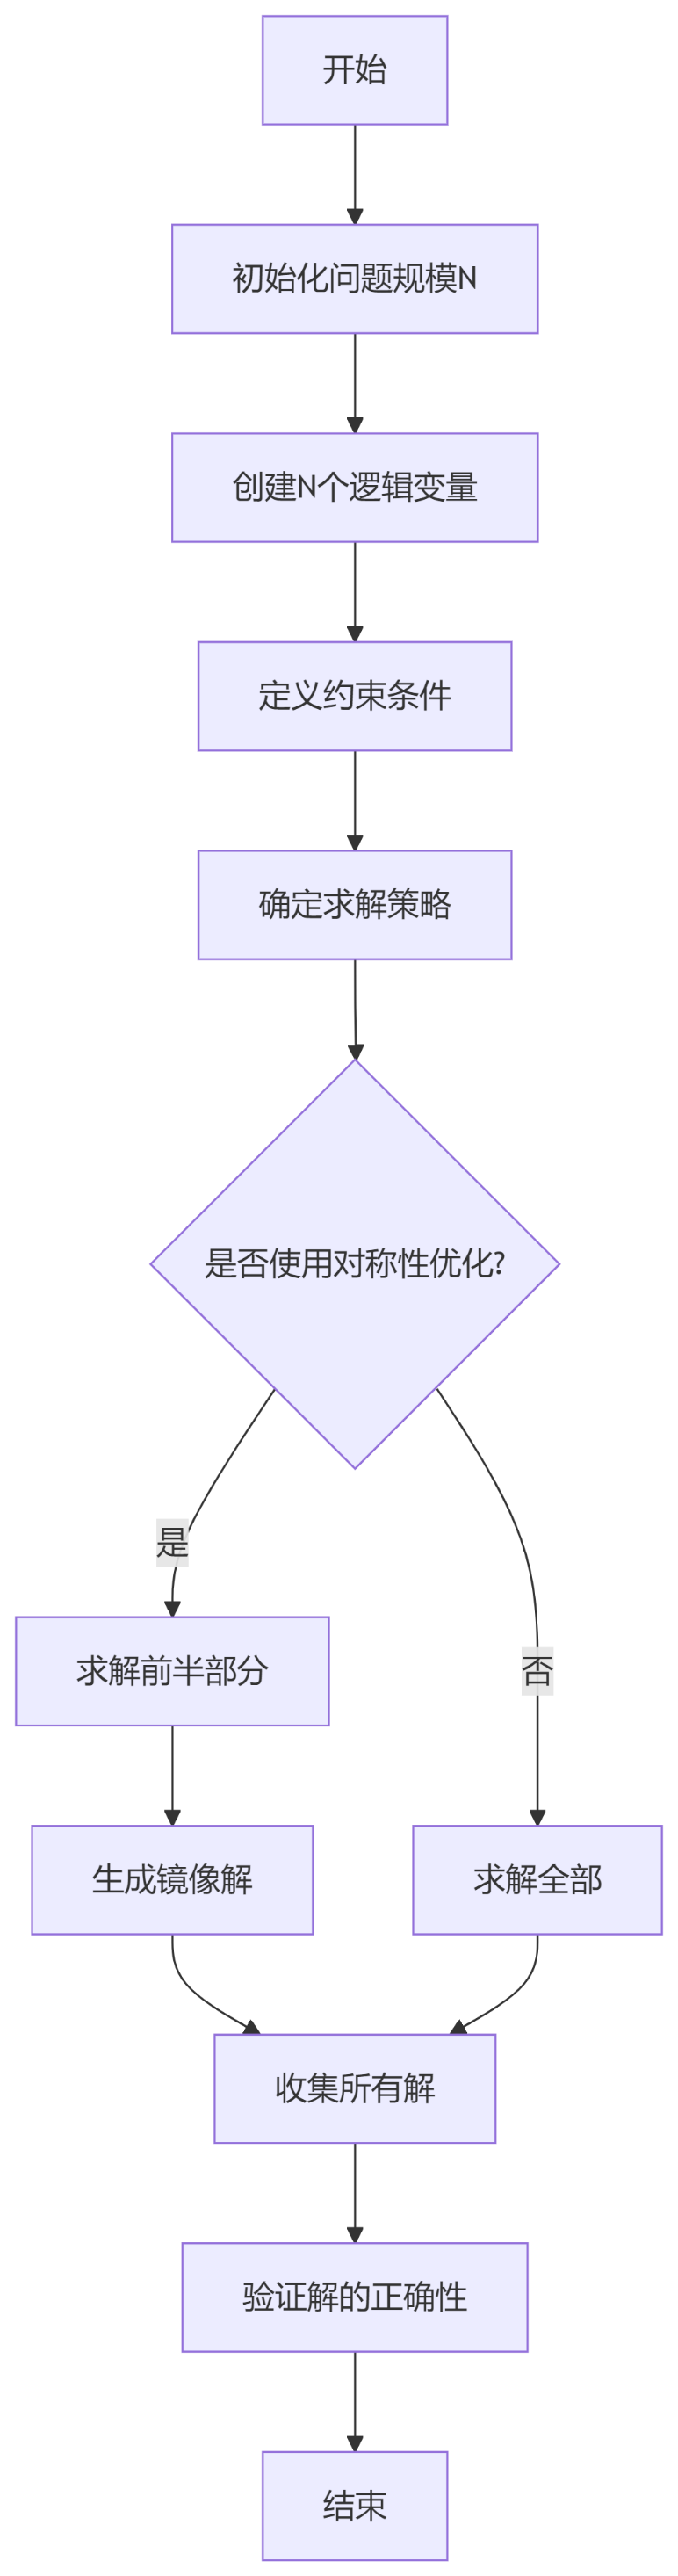 开始
初始化问题规模N
创建N个逻辑变量
定义约束条件
确定求解策略
是否使用对称性优化?
是
求解前半部分
否
生成镜像解
求解全部
收集所有解
验证解的正确性
结束